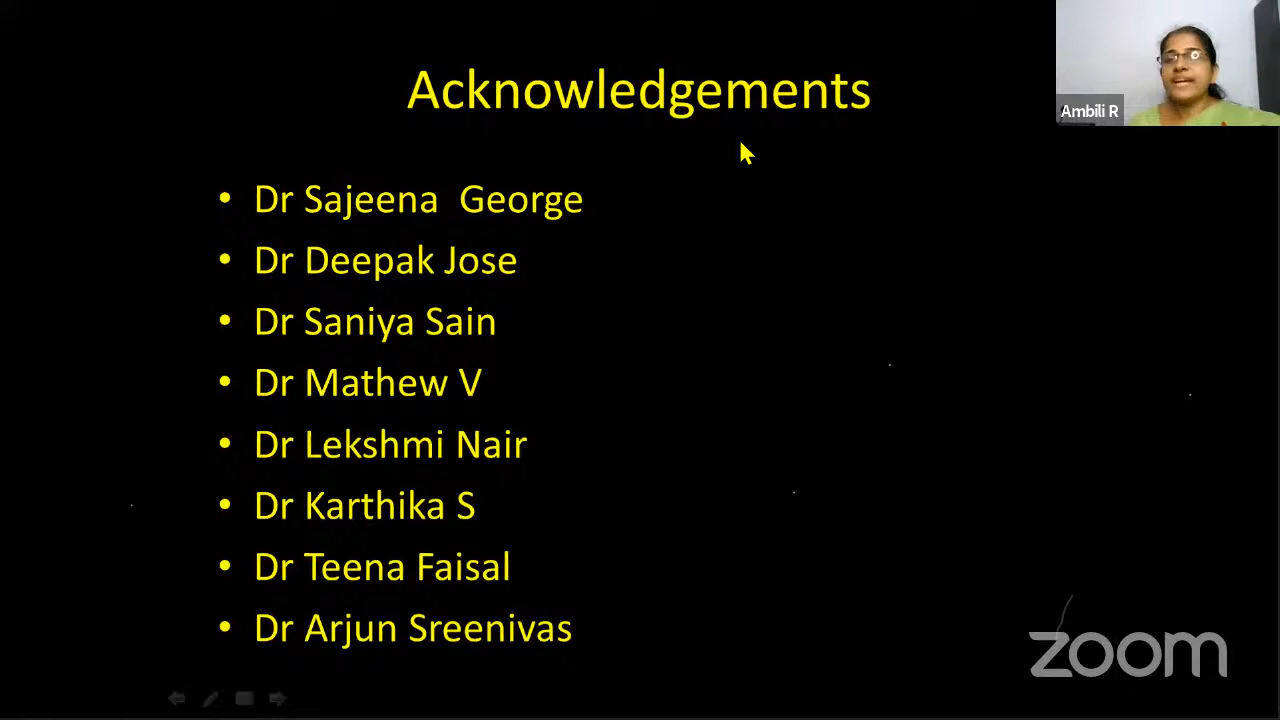 Acknowledgements
Ambili R
• Dr Sajeena George
• Dr Deepak Jose
• Dr Saniya Sain
• Dr Mathew V
• Dr Lekshmi Nair
• Dr Karthika S
• Dr Teena Faisal
• Dr Arjun Sreenivas
zoom